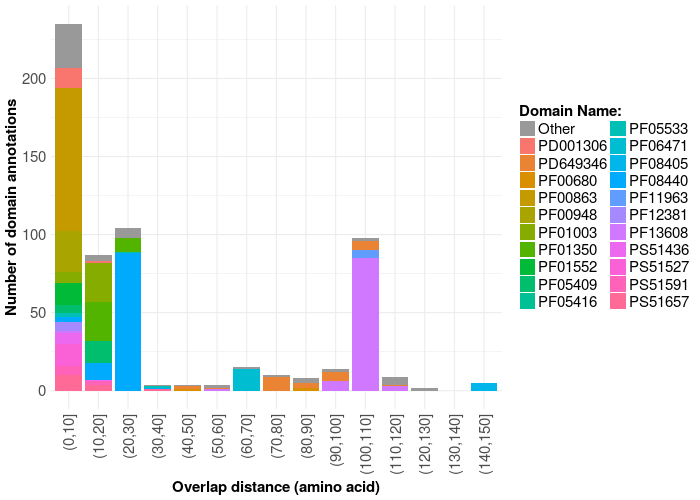 Number of domain annotations
200
150
100
50
0
(0,10]
(10,20]
(20,30]
(30,40]
(40,50]
(50,60]
(60,70]
(70,80]
(80,90]
(90,100]
(100,110]
(110,120]
(120,130]
(130,140]
(140,150]
Overlap distance (amino acid)
Domain Name:
Other
PD001306
PD649346
PF00680
PF00863
PF00948
PF01003
PF01350
PF01552
PF05409
PF05416
PF05533
PF06471
PF08405
PF08440
PF11963
PF12381
PF13608
PS51436
PS51527
PS51591
PS51657